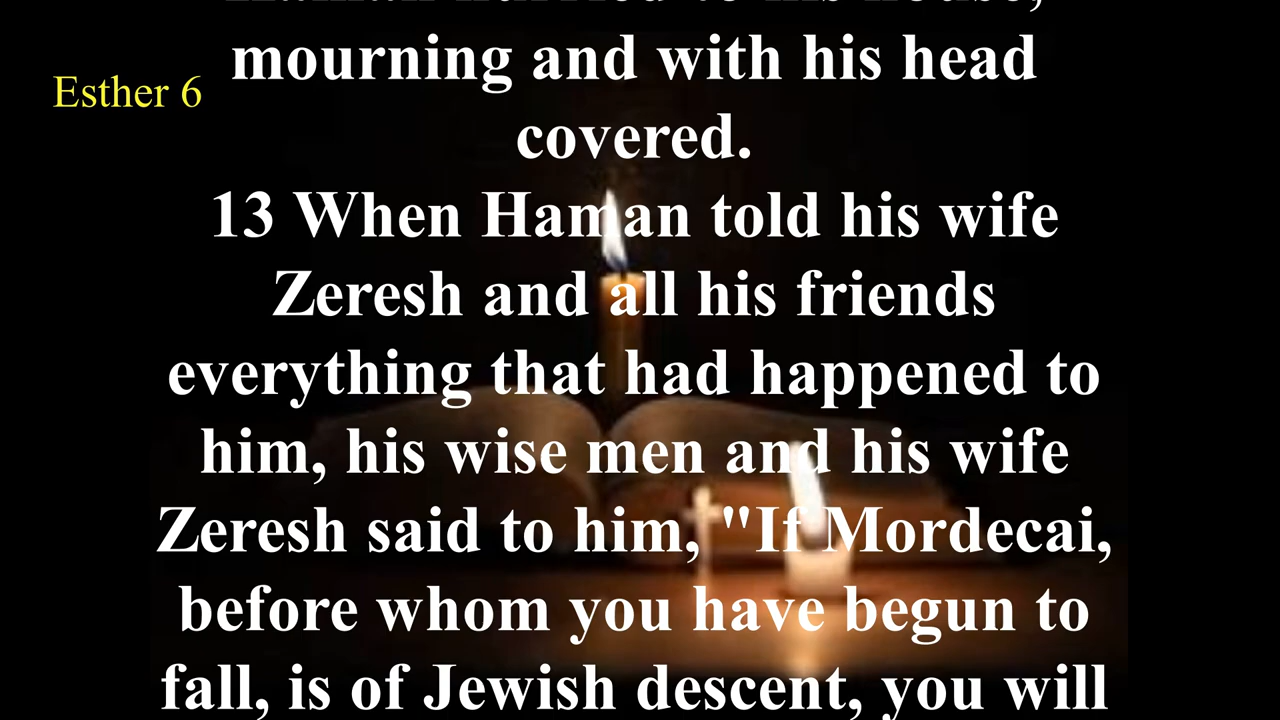 mourning and with his head
Esther 6
covered.
13 When Haman told his wife
Zeresh and all his friends
everything that had happened to
him, his wise men and his wife
Zeresh said to him, "If Mordecai,
before whom you have begun to
fall, is of Jewish descent, you will